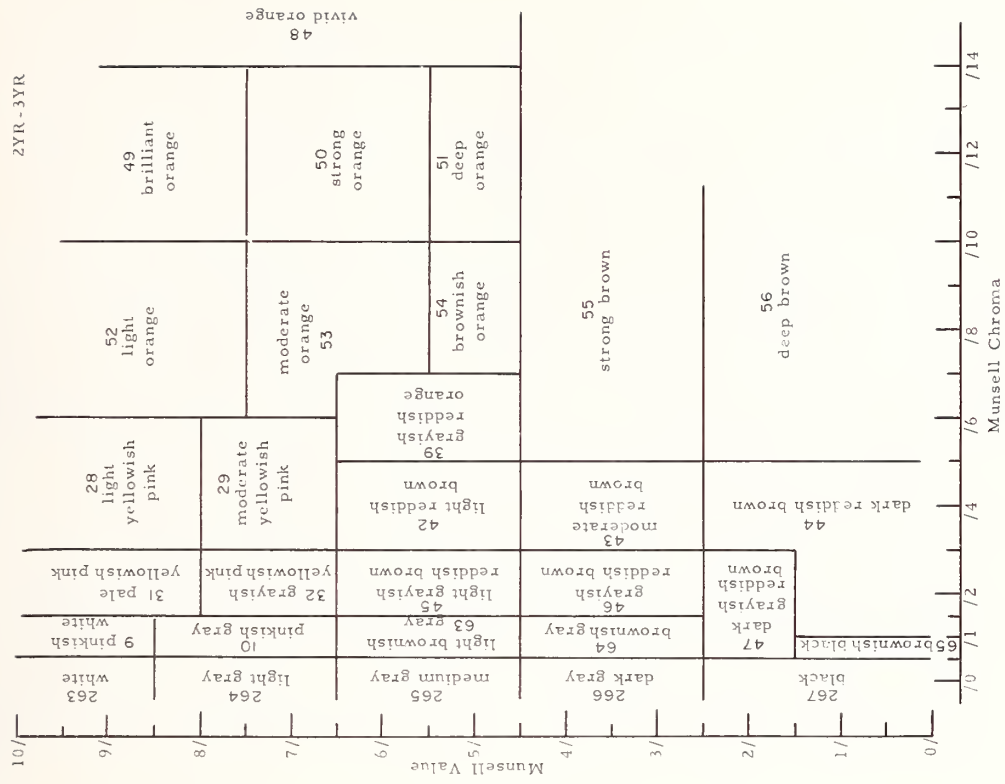 2YR-3YR
48
vivid orange
49
brilliant
orange
50
strong
orange
51
deep
orange
52
light
orange
moderate
orange
53
54
brownish
orange
55
strong brown
56
deep brown
28
light
yellowish
pink
29
moderate
yellowish
pink
39
grayish
reddish
orange
42
light reddish
brown
43
moderate
reddish
brown
44
dark reddish brown
31 pale
yellowish pink
32 grayish
yellowish pink
45
light grayish
reddish brown
46
grayish
reddish brown
47
dark
grayish
reddish
brown
9 pinkish
white
10
pinkish gray
63
light brownish
gray
64
brownish gray
65 brownish black
263
white
264
light gray
265
medium gray
266
dark gray
267
black
10/
9/
8/
7/
6/
5/
4/
3/
2/
1/
0/
Munsell Value
/0
/1
/2
/4
/6
/8
/10
/12
/14
Munsell Chroma